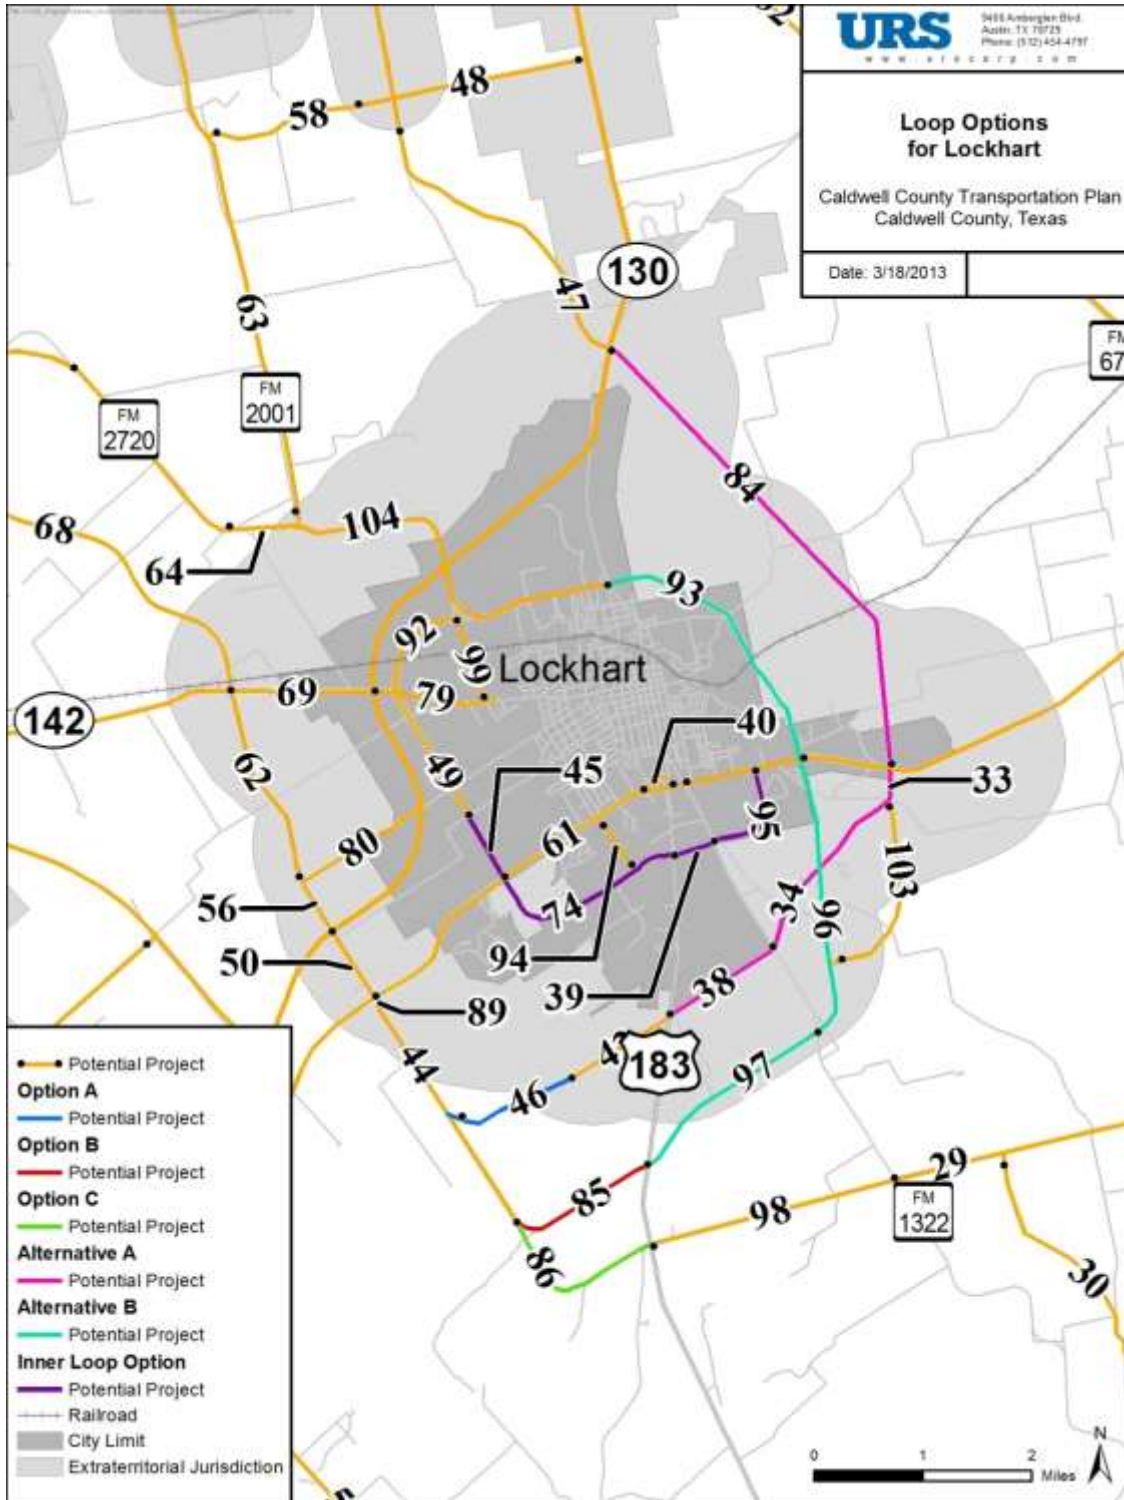 URS
Loop Options
for Lockhart
Caldwell County Transportation Plan
Caldwell County, Texas
Date: 3/18/2013
58
48
130
47
63
FM
2001
FM
2720
FM
67
84
68
104
64
93
92
99
Lockhart
69
79
142
40
62
49
45
33
61
95
80
103
56
74
34
96
50
94
39
38
89
44
183
97
46
85
29
98
FM
1322
86
30
Potential Project
Option A
Potential Project
Option B
Potential Project
Option C
Potential Project
Alternative A
Potential Project
Alternative B
Potential Project
Inner Loop Option
Potential Project
Railroad
City Limit
Extraterritorial Jurisdiction
N
0 1 2
Miles